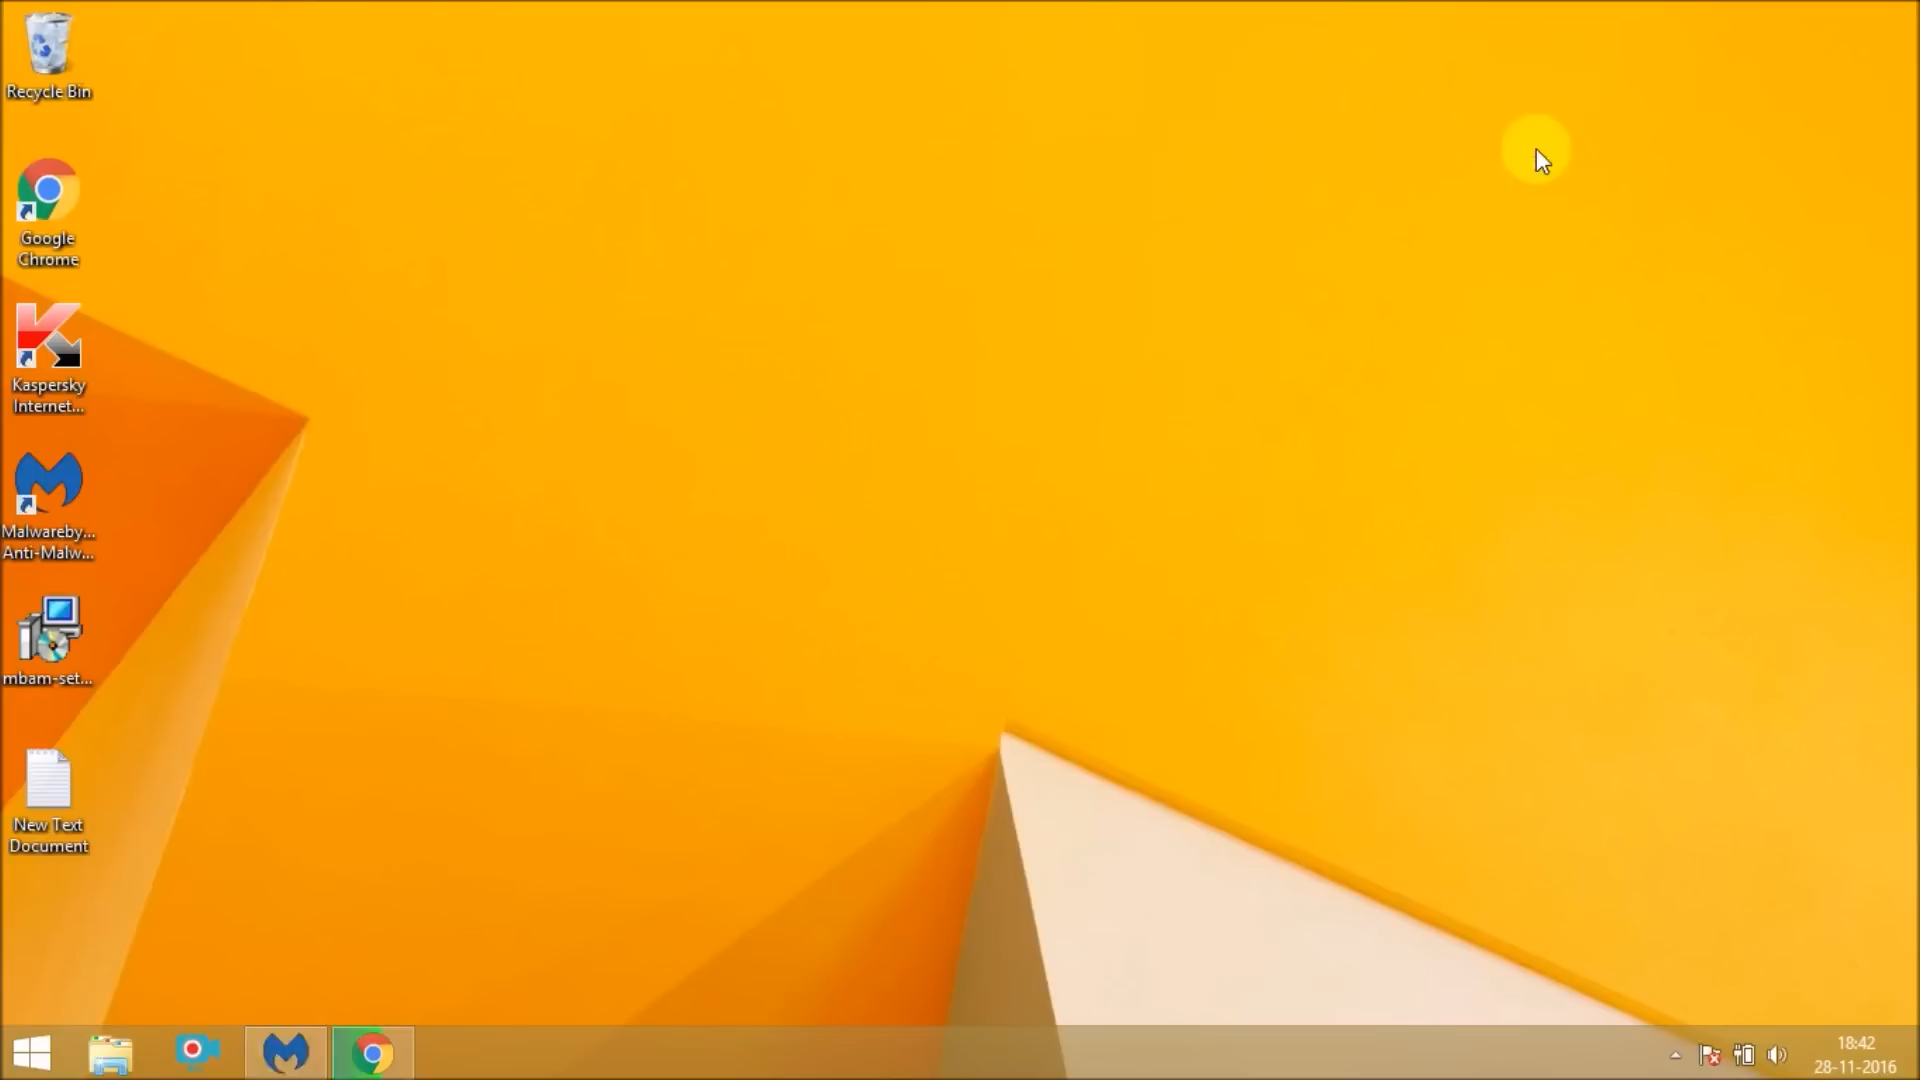 Recycle Bin
Google
Chrome
Kaspersky
Internet...
Malwareby...
Anti-Malw...
mbam-set...
New Text
Document
18:42
28-11-2016